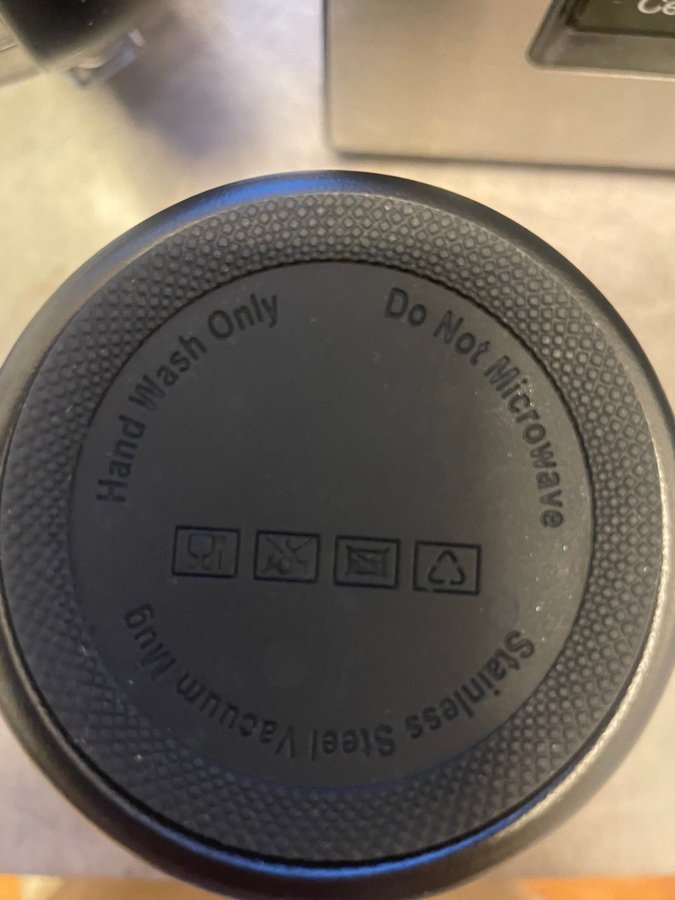 Hand Wash Only
Do Not Microwave
Stainless Steel Vacuum Mug